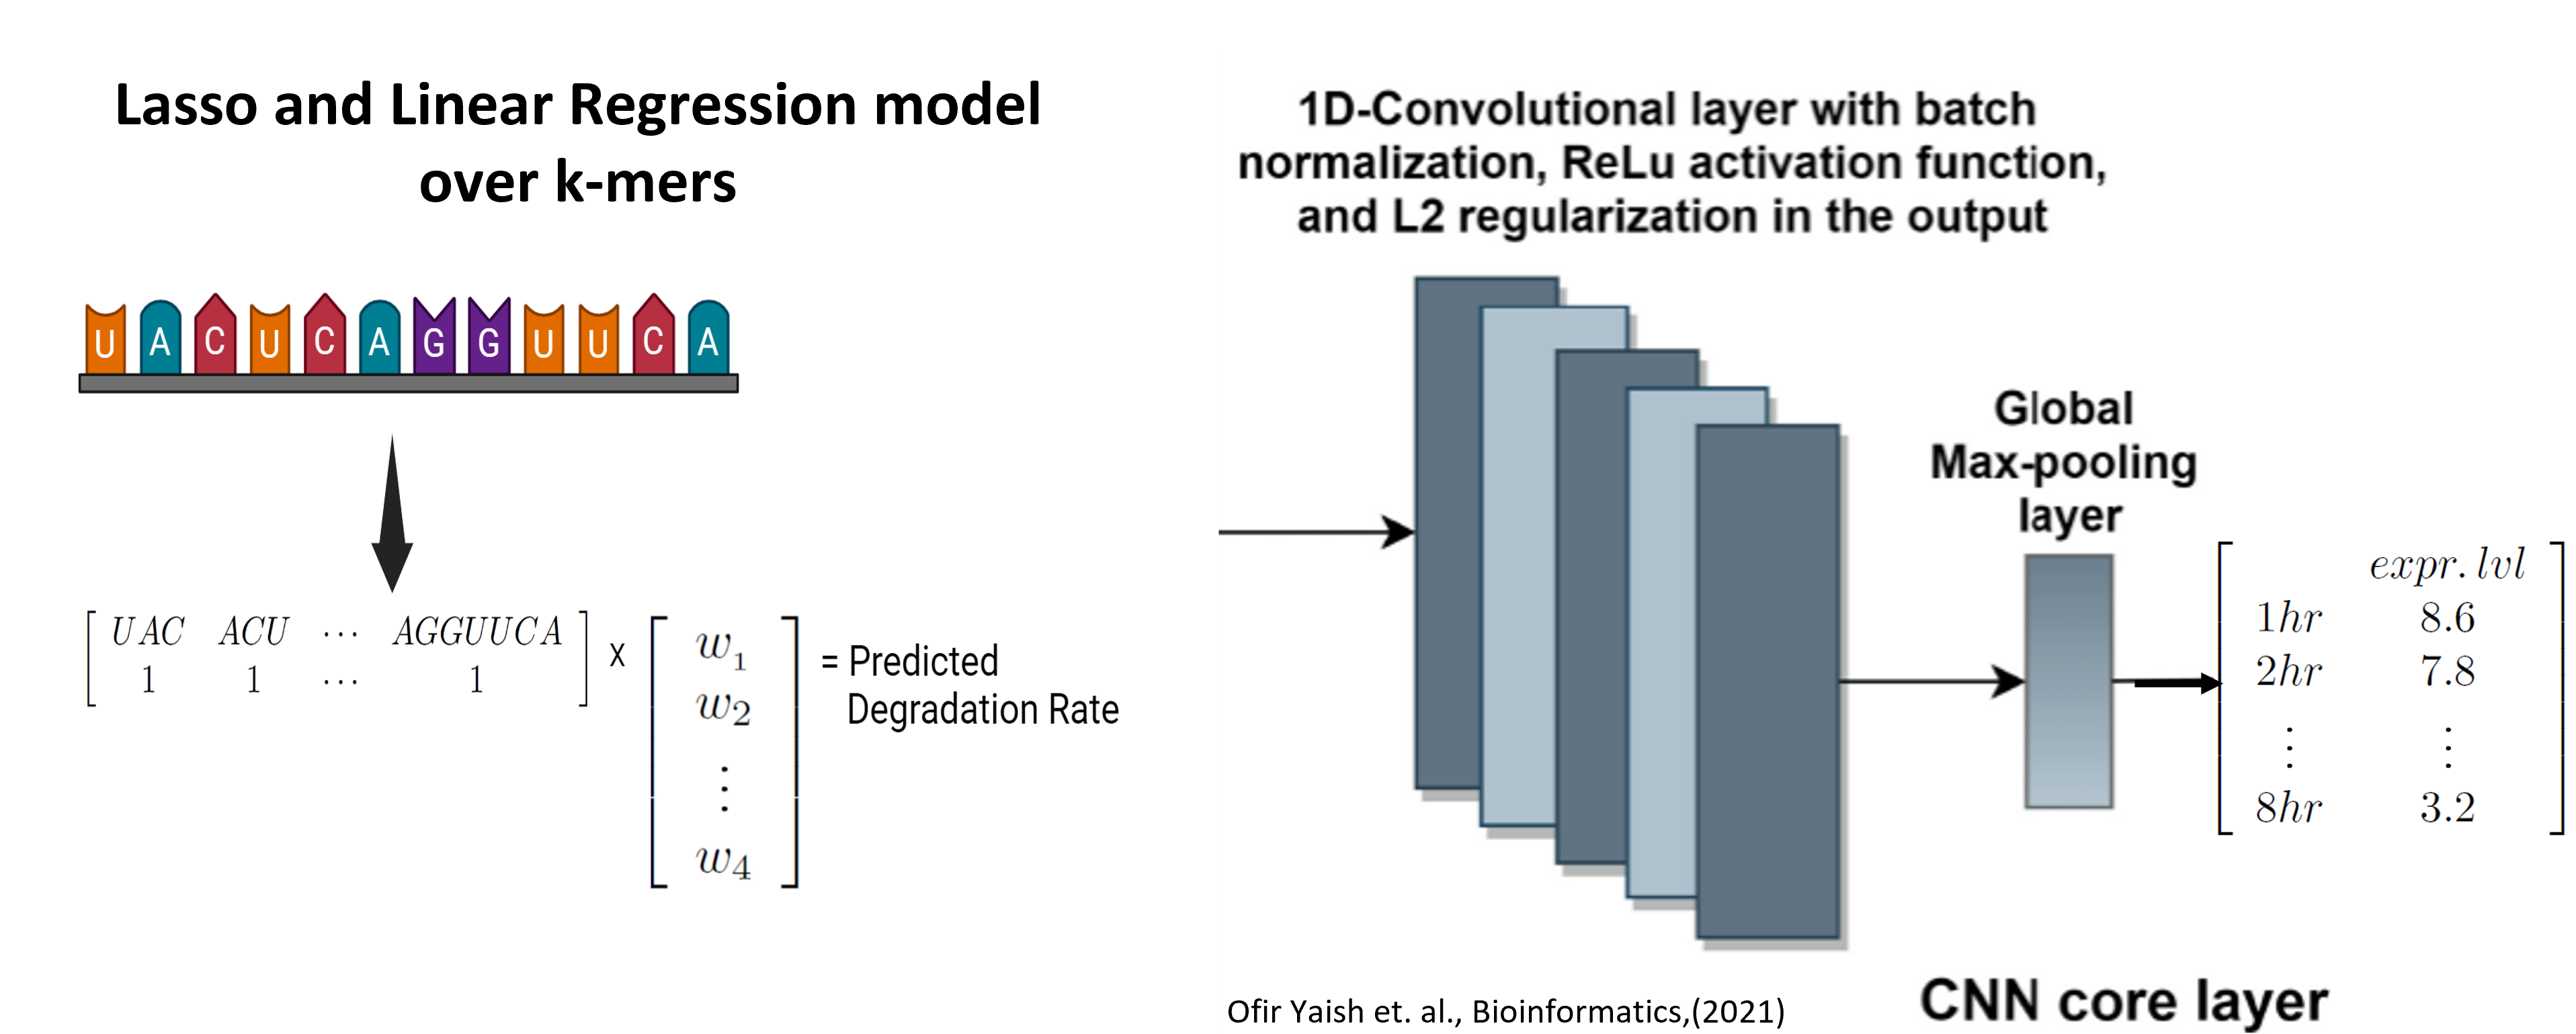 Lasso and Linear Regression model
over k-mers
U A C U C A G G U U C A
UAC ACU ... AGGUUCA
1 1 ... 1
x
w1
w2
⋮
w4
= Predicted
Degradation Rate
1D-Convolutional layer with batch
normalization, ReLu activation function,
and L2 regularization in the output
Global
Max-pooling
layer
expr. lvl
1hr 8.6
2hr 7.8
⋮ ⋮
8hr 3.2
CNN core layer
Ofir Yaish et. al., Bioinformatics,(2021)